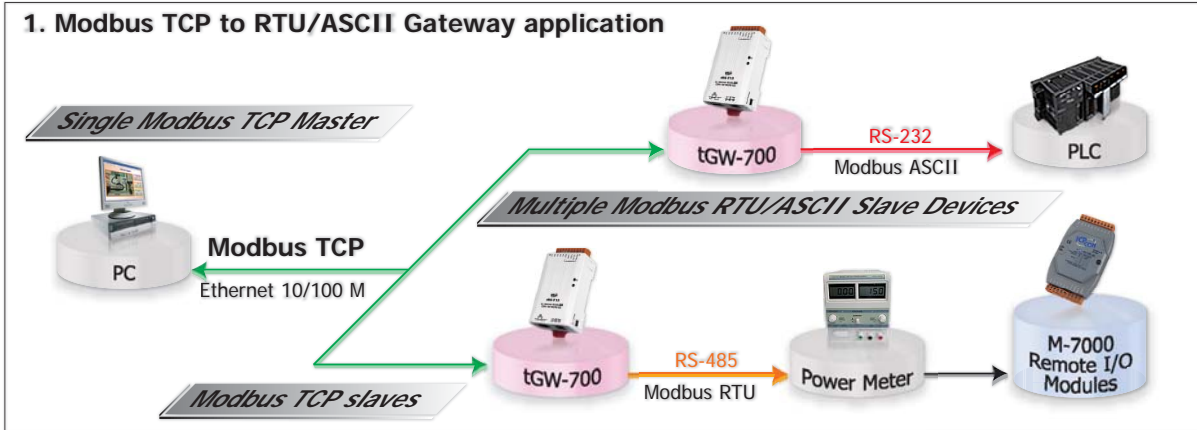 1. Modbus TCP to RTU/ASCII Gateway application
Single Modbus TCP Master
tGW-700
RS-232
Modbus ASCII
PLC
Multiple Modbus RTU/ASCII Slave Devices
PC
Modbus TCP
Ethernet 10/100 M
tGW-700
RS-485
Modbus RTU
Power Meter
M-7000
Remote I/O
Modules
Modbus TCP slaves